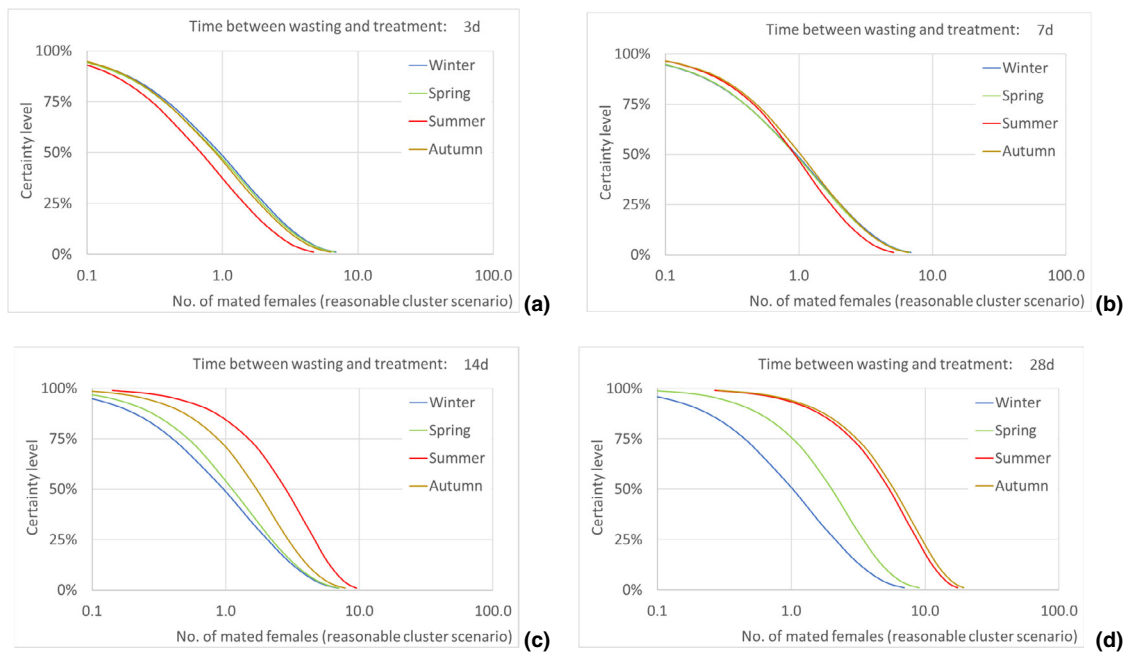 Time between wasting and treatment: 3d
100%
75%
50%
25%
0%
Certainty level
Winter
Spring
Summer
Autumn
0.1 1.0 10.0 100.0
No. of mated females (reasonable cluster scenario)
(a)
Time between wasting and treatment: 7d
100%
75%
50%
25%
0%
Certainty level
Winter
Spring
Summer
Autumn
0.1 1.0 10.0 100.0
No. of mated females (reasonable cluster scenario)
(b)
Time between wasting and treatment: 14d
100%
75%
50%
25%
0%
Certainty level
Winter
Spring
Summer
Autumn
0.1 1.0 10.0 100.0
No. of mated females (reasonable cluster scenario)
(c)
Time between wasting and treatment: 28d
100%
75%
50%
25%
0%
Certainty level
Winter
Spring
Summer
Autumn
0.1 1.0 10.0 100.0
No. of mated females (reasonable cluster scenario)
(d)